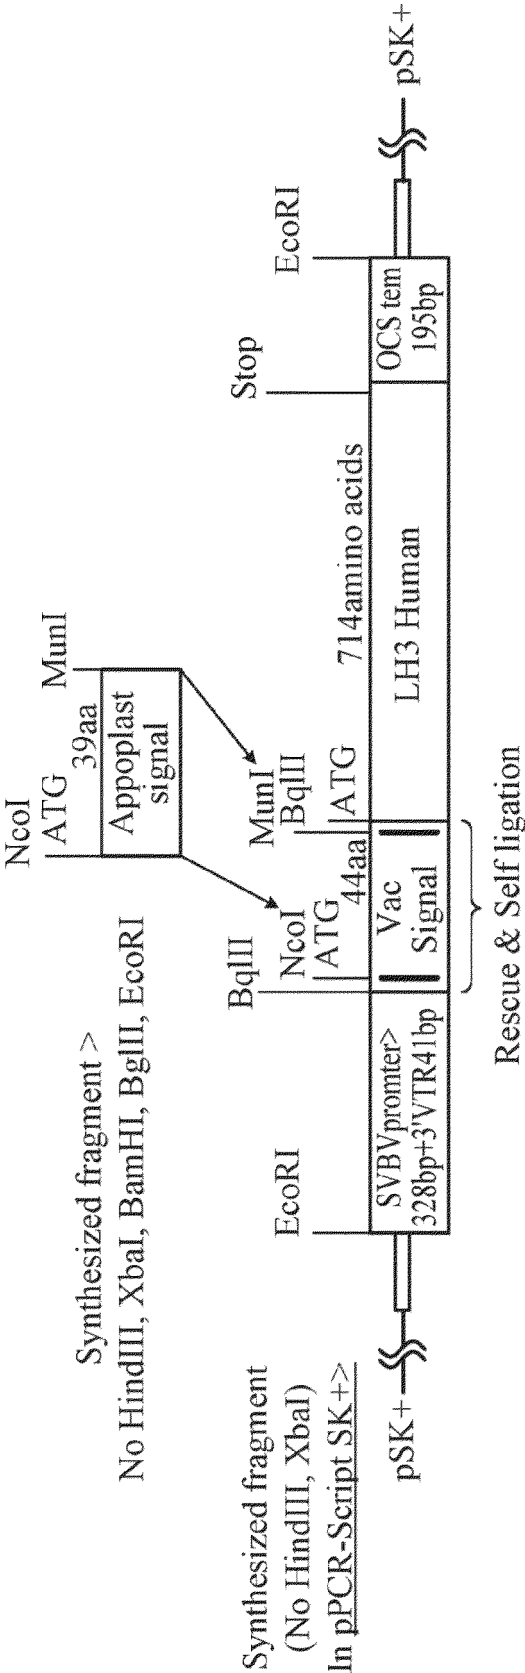 Synthesized fragment >
No HindIII, XbaI, BamHI, BglII, EcoRI
NcoI
ATG
39aa
MunI
Appoplast
signal
Synthesized fragment
(No HindIII, XbaI)
In pPCR-Script SK+>
EcoRI
BqlII
NcoI
ATG
44aa
MunI
BqlII
ATG
714amino acids
Stop
EcoRI
pSK+
SVBVpromter>
328bp+3'VTR41bp
Vac
Signal
LH3 Human
OCS tem
195bp
pSK+
Rescue & Self ligation